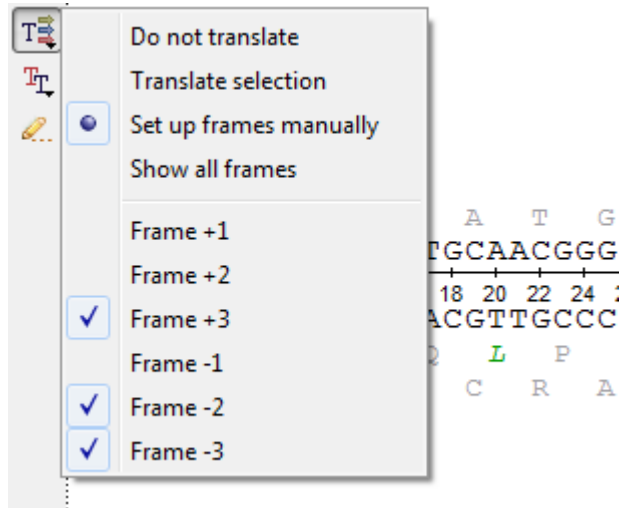 Do not translate
Translate selection
Set up frames manually
Show all frames
Frame +1
Frame +2
Frame +3
Frame -1
Frame -2
Frame -3
A T G
TGCAACGGG
18 20 22 24
ACGTTGCCC
Q L P
C R A